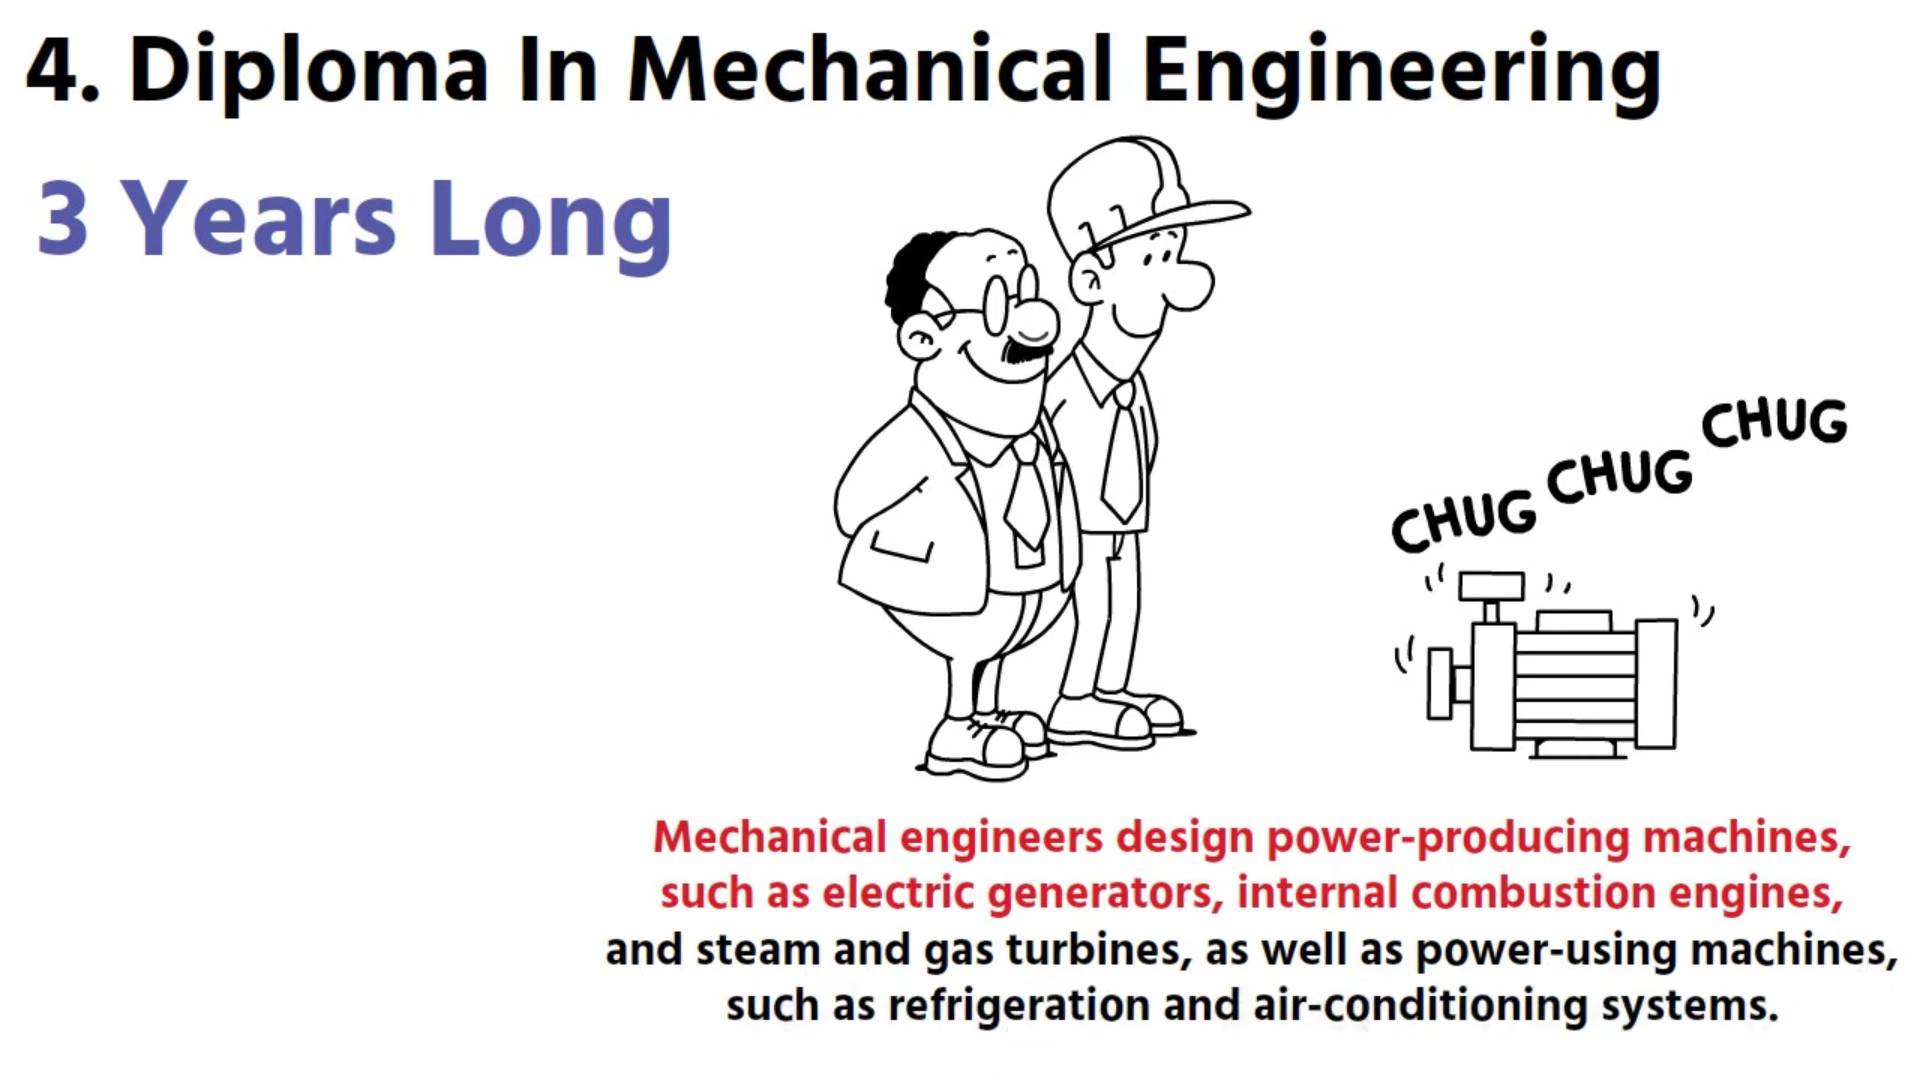 4. Diploma In Mechanical Engineering
3 Years Long
CHUG CHUG CHUG
Mechanical engineers design power-producing machines,
such as electric generators, internal combustion engines,
and steam and gas turbines, as well as power-using machines,
such as refrigeration and air-conditioning systems.